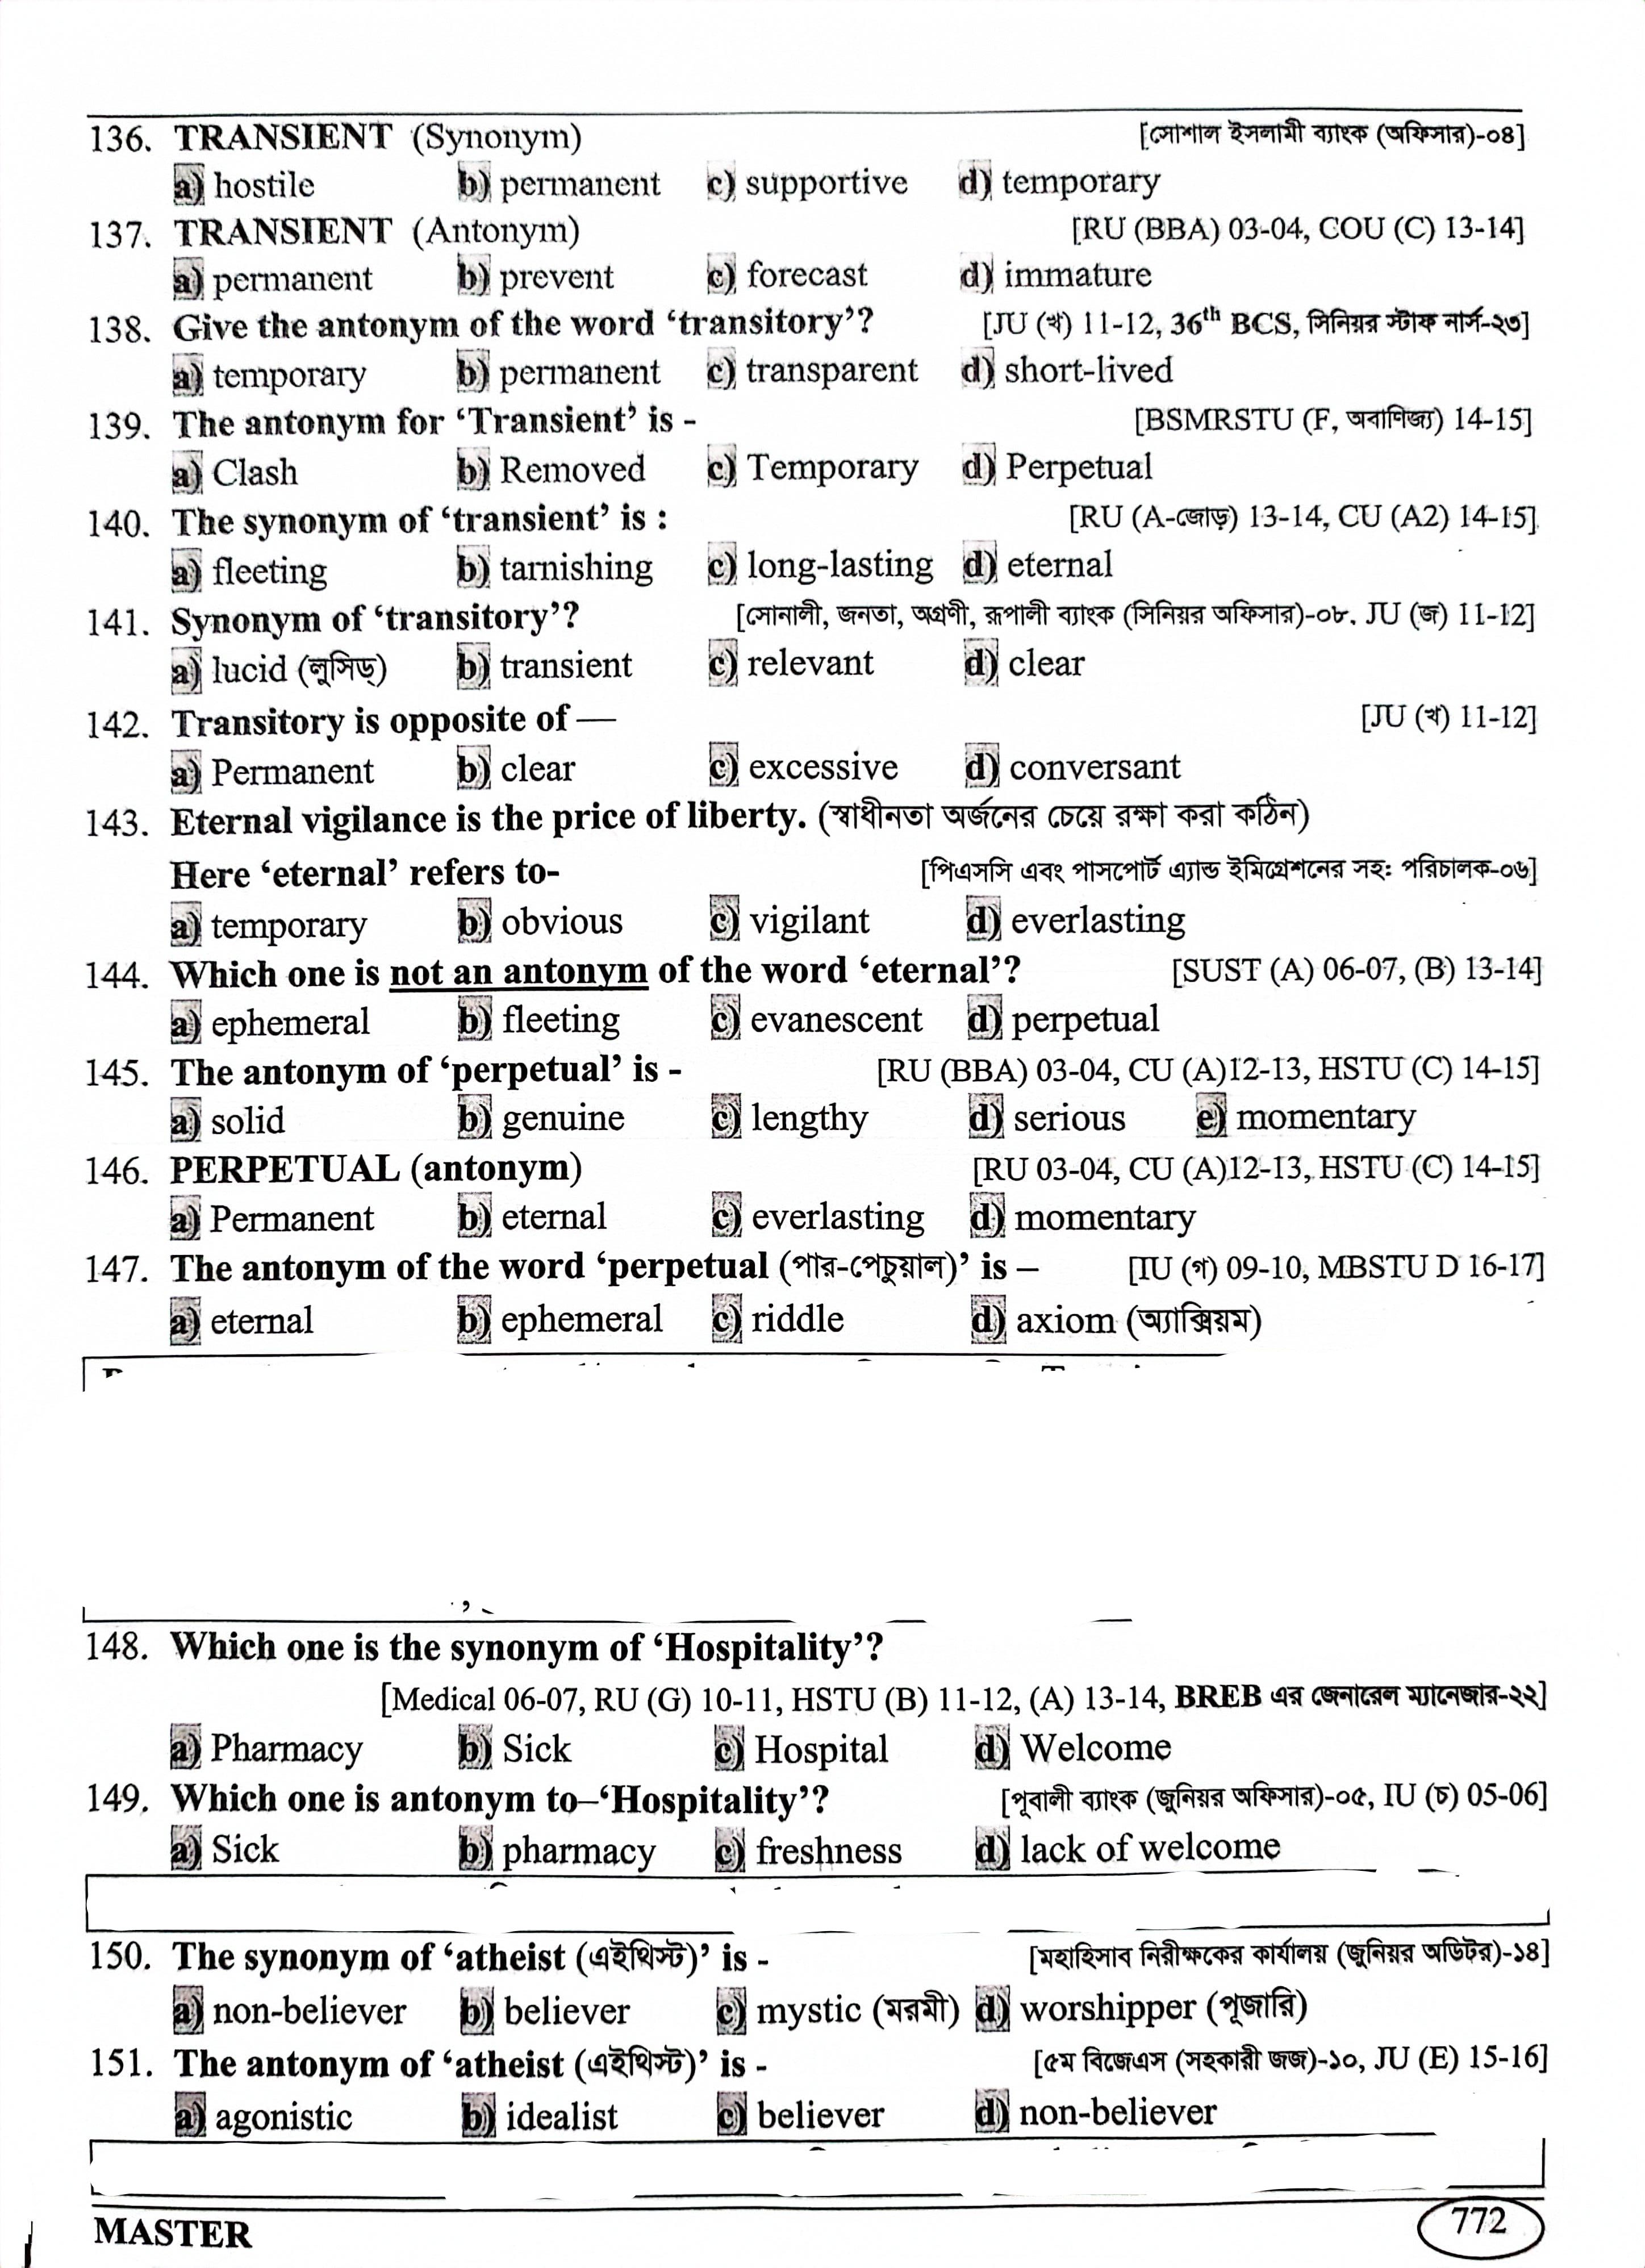 136. TRANSIENT (Synonym) [সোশাল ইসলামী ব্যাংক (অফিসার)-০৪]
a) hostile b) permanent c) supportive d) temporary
137. TRANSIENT (Antonym) [RU (BBA) 03-04, COU (C) 13-14]
a) permanent b) prevent c) forecast d) immature
138. Give the antonym of the word ‘transitory’? [JU (খ) 11-12, 36th BCS, সিনিয়র স্টাফ নার্স-২৩]
a) temporary b) permanent c) transparent d) short-lived
139. The antonym for ‘Transient’ is - [BSMRSTU (F, অবাণিজ্য) 14-15]
a) Clash b) Removed c) Temporary d) Perpetual
140. The synonym of ‘transient’ is : [RU (A-জোড়) 13-14, CU (A2) 14-15]
a) fleeting b) tarnishing c) long-lasting d) eternal
141. Synonym of ‘transitory’? [সোনালী, জনতা, অগ্রণী, রূপালী ব্যাংক (সিনিয়র অফিসার)-০৮. JU (জ) 11-12]
a) lucid (লুসিড্) b) transient c) relevant d) clear
142. Transitory is opposite of — [JU (খ) 11-12]
a) Permanent b) clear c) excessive d) conversant
143. Eternal vigilance is the price of liberty. (স্বাধীনতা অর্জনের চেয়ে রক্ষা করা কঠিন)
Here ‘eternal’ refers to- [পিএসসি এবং পাসপোর্ট এ্যান্ড ইমিগ্রেশনের সহ: পরিচালক-০৬]
a) temporary b) obvious c) vigilant d) everlasting
144. Which one is not an antonym of the word ‘eternal’? [SUST (A) 06-07, (B) 13-14]
a) ephemeral b) fleeting c) evanescent d) perpetual
145. The antonym of ‘perpetual’ is - [RU (BBA) 03-04, CU (A)12-13, HSTU (C) 14-15]
a) solid b) genuine c) lengthy d) serious e) momentary
146. PERPETUAL (antonym) [RU 03-04, CU (A)12-13, HSTU (C) 14-15]
a) Permanent b) eternal c) everlasting d) momentary
147. The antonym of the word ‘perpetual (পার-পেচুয়াল)’ is – [IU (গ) 09-10, MBSTU D 16-17]
a) eternal b) ephemeral c) riddle d) axiom (অ্যাক্সিয়ম)
148. Which one is the synonym of ‘Hospitality’?
[Medical 06-07, RU (G) 10-11, HSTU (B) 11-12, (A) 13-14, BREB এর জেনারেল ম্যানেজার-২২]
a) Pharmacy b) Sick c) Hospital d) Welcome
149. Which one is antonym to–‘Hospitality’? [পূবালী ব্যাংক (জুনিয়র অফিসার)-০৫, IU (চ) 05-06]
a) Sick b) pharmacy c) freshness d) lack of welcome
150. The synonym of ‘atheist (এইথিস্ট)’ is - [মহাহিসাব নিরীক্ষকের কার্যালয় (জুনিয়র অডিটর)-১৪]
a) non-believer b) believer c) mystic (মরমী) d) worshipper (পূজারি)
151. The antonym of ‘atheist (এইথিস্ট)’ is - [৫ম বিজেএস (সহকারী জজ)-১০, JU (E) 15-16]
a) agonistic b) idealist c) believer d) non-believer
MASTER 772